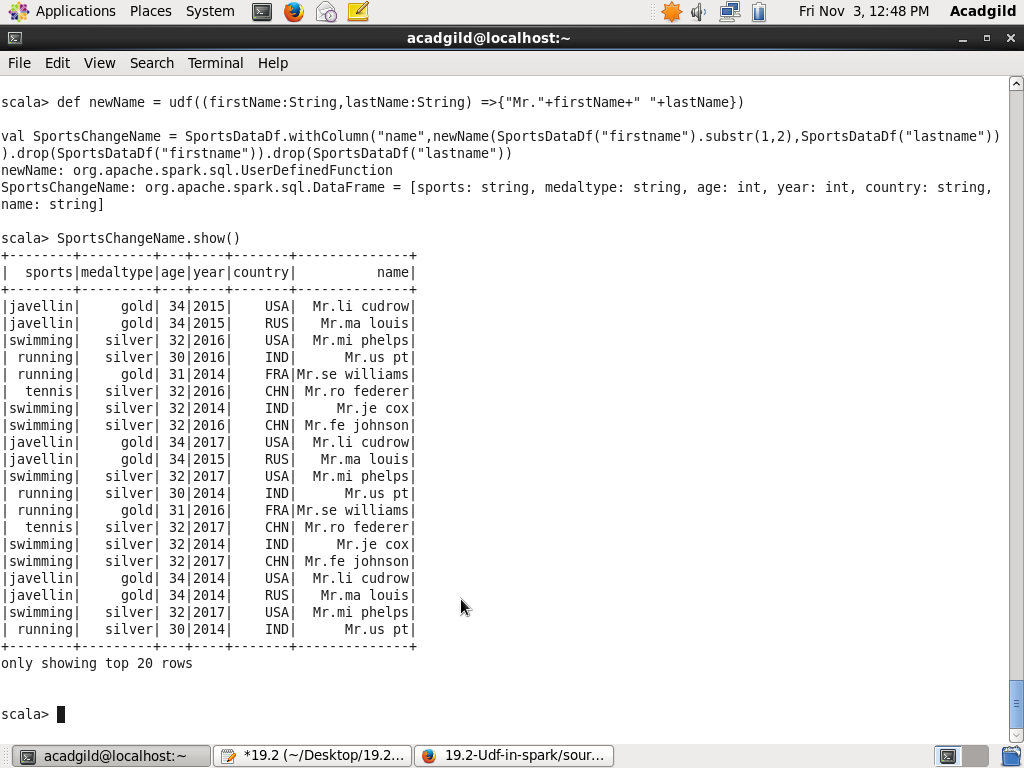 Applications Places System Fri Nov 3, 12:48 PM Acadgild
acadgild@localhost:~
File Edit View Search Terminal Help
scala> def newName = udf((firstName:String,lastName:String) =>{"Mr."+firstName+" "+lastName})
val SportsChangeName = SportsDataDf.withColumn("name",newName(SportsDataDf("firstname").substr(1,2),SportsDataDf("lastname"))
).drop(SportsDataDf("firstname")).drop(SportsDataDf("lastname"))
newName: org.apache.spark.sql.UserDefinedFunction
SportsChangeName: org.apache.spark.sql.DataFrame = [sports: string, medaltype: string, age: int, year: int, country: string,
name: string]
scala> SportsChangeName.show()
+--------+---------+---+----+-------+--------------+
|  sports|medaltype|age|year|country|          name|
+--------+---------+---+----+-------+--------------+
|javellin|     gold| 34|2015|    USA|  Mr.li cudrow|
|javellin|     gold| 34|2015|    RUS|   Mr.ma louis|
|swimming|   silver| 32|2016|    USA|  Mr.mi phelps|
| running|   silver| 30|2016|    IND|      Mr.us pt|
| running|     gold| 31|2014|    FRA|Mr.se williams|
|  tennis|   silver| 32|2016|    CHN| Mr.ro federer|
|swimming|   silver| 32|2014|    IND|     Mr.je cox|
|swimming|   silver| 32|2016|    CHN| Mr.fe johnson|
|javellin|     gold| 34|2017|    USA|  Mr.li cudrow|
|javellin|     gold| 34|2015|    RUS|   Mr.ma louis|
|swimming|   silver| 32|2017|    USA|  Mr.mi phelps|
| running|   silver| 30|2014|    IND|      Mr.us pt|
| running|     gold| 31|2016|    FRA|Mr.se williams|
|  tennis|   silver| 32|2017|    CHN| Mr.ro federer|
|swimming|   silver| 32|2014|    IND|     Mr.je cox|
|swimming|   silver| 32|2017|    CHN| Mr.fe johnson|
|javellin|     gold| 34|2014|    USA|  Mr.li cudrow|
|javellin|     gold| 34|2014|    RUS|   Mr.ma louis|
|swimming|   silver| 32|2017|    USA|  Mr.mi phelps|
| running|   silver| 30|2014|    IND|      Mr.us pt|
+--------+---------+---+----+-------+--------------+
only showing top 20 rows
scala>
acadgild@localhost:~ *19.2 (~/Desktop/19.2... 19.2-Udf-in-spark/sour...